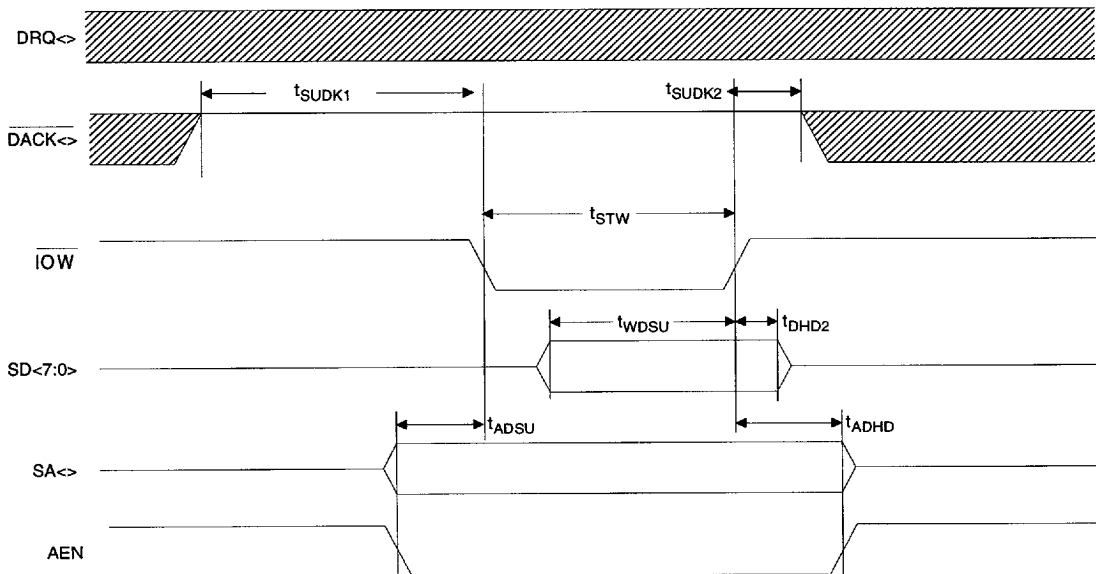 DRQ<>
tSUDK1
tSUDK2
DACK<>
tSTW
IOW
tWDSU
tDHD2
SD<7:0>
tADSU
tADHD
SA<>
AEN